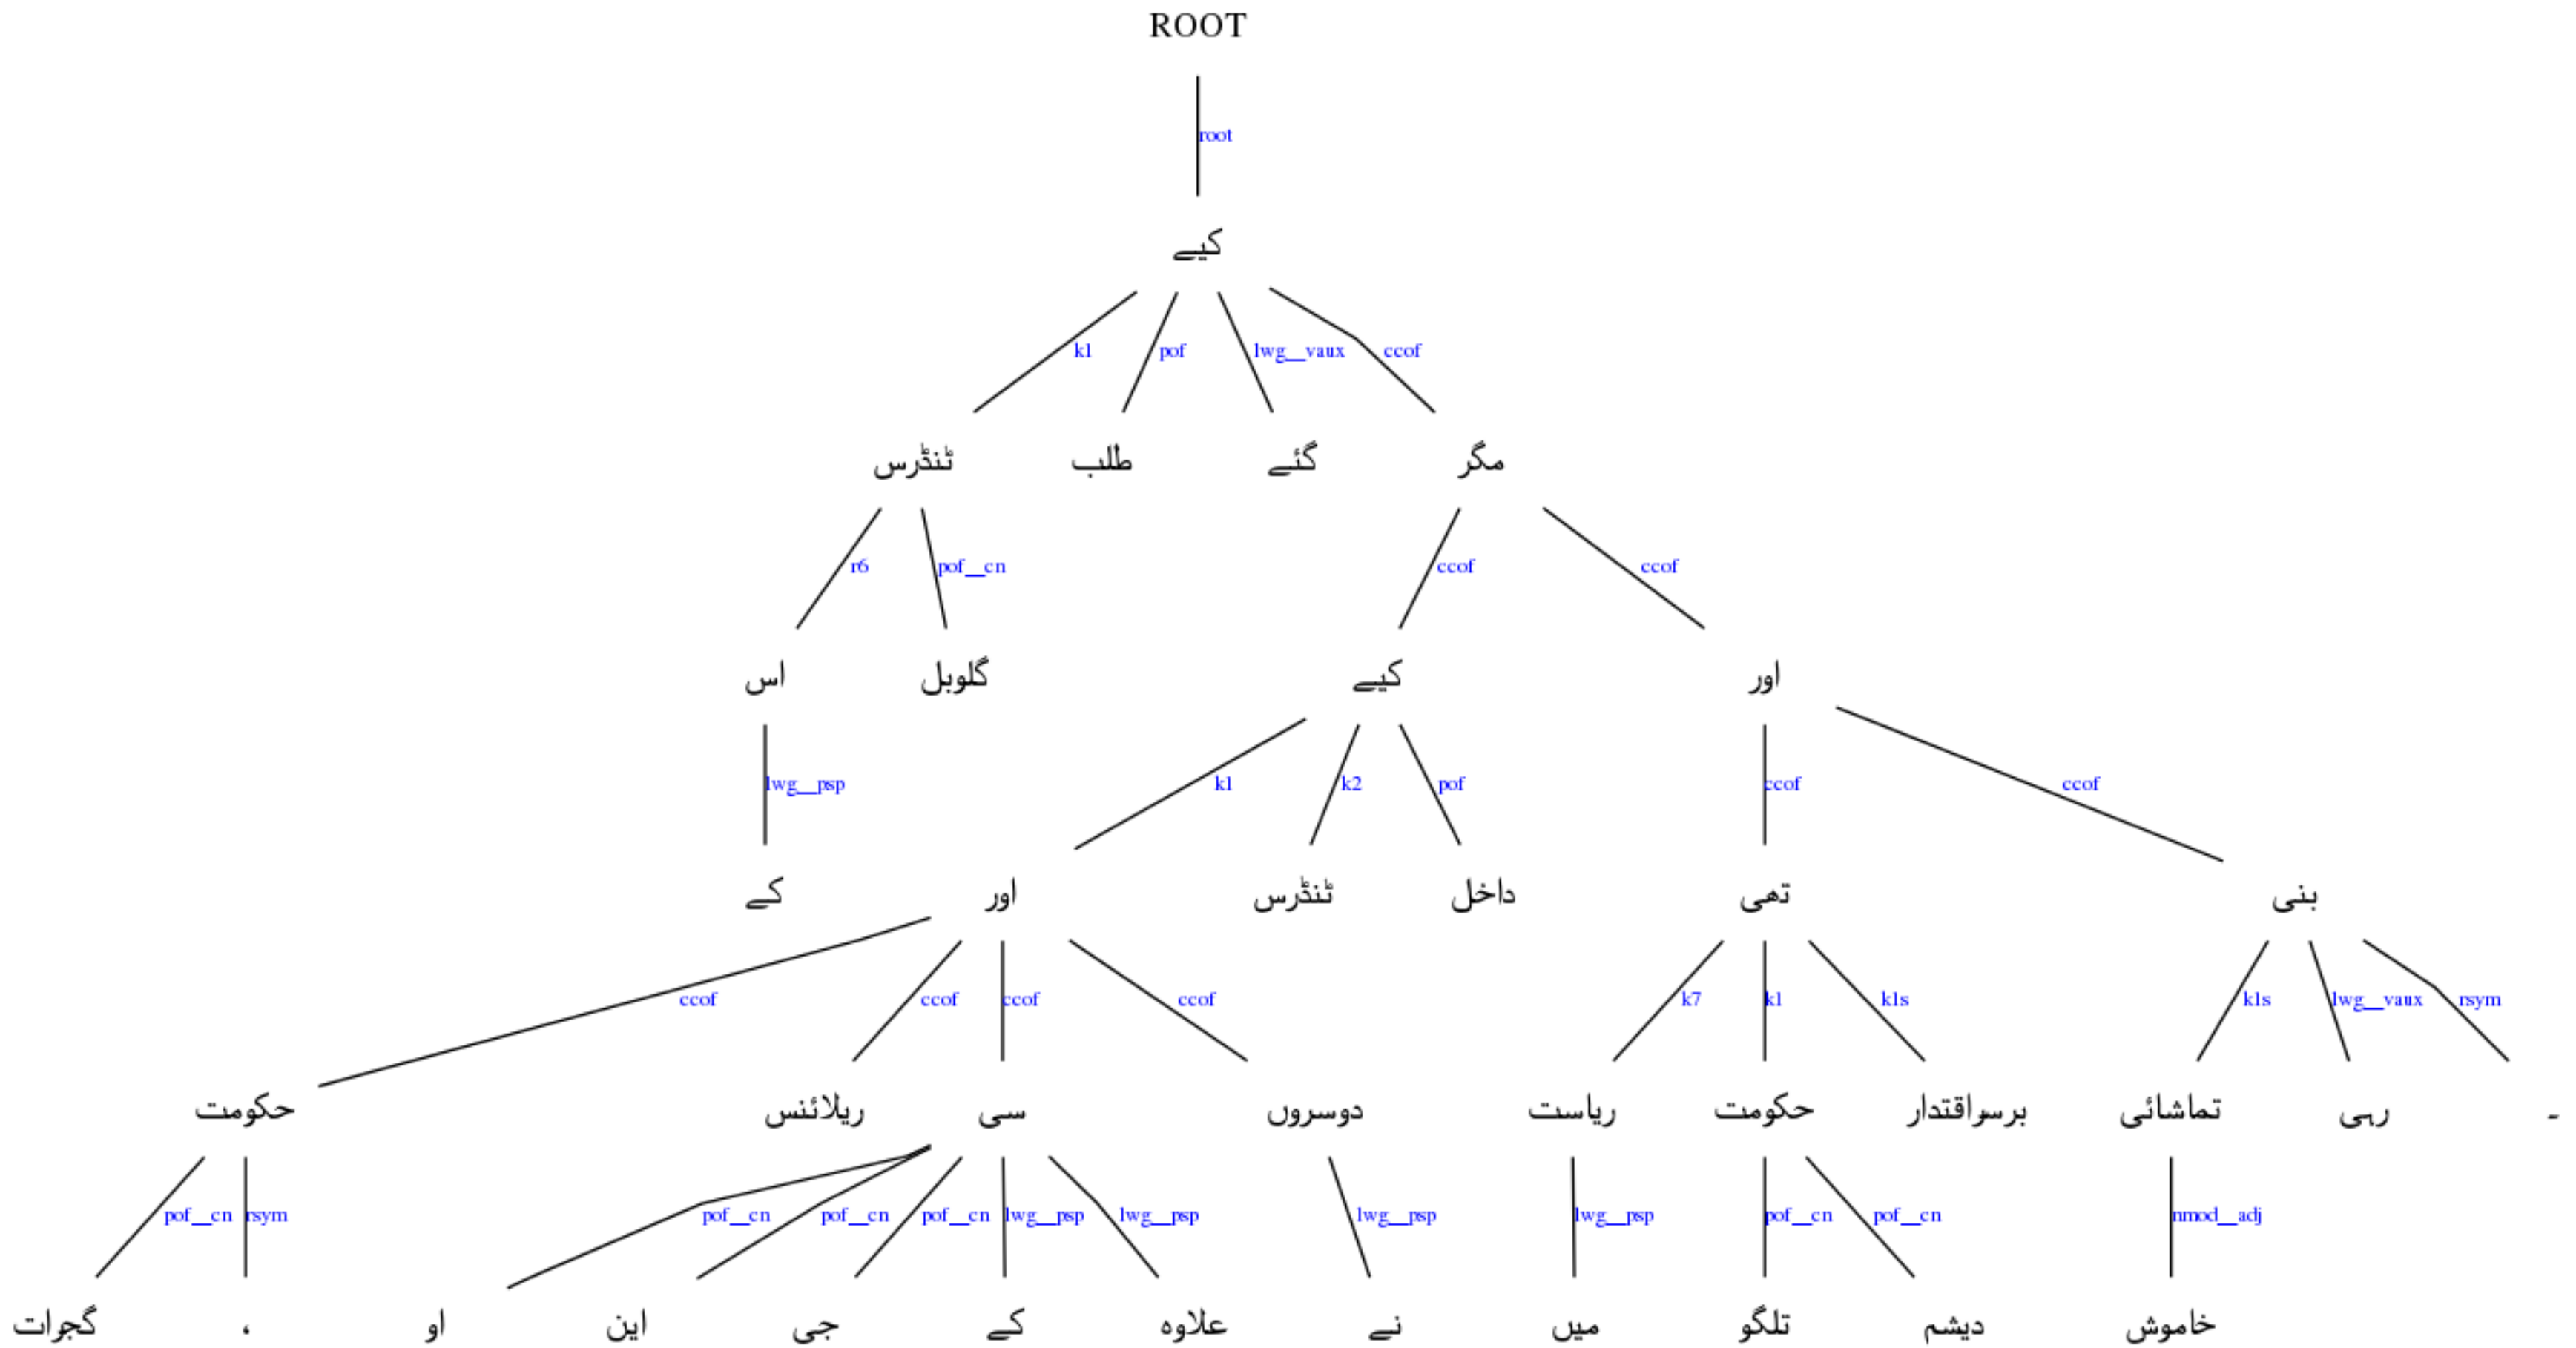 ROOT
root
کیے
k1 pof lwg__vaux ccof
ٹنڈرس طلب گئے مگر
r6 pof__cn ccof ccof
اس گلوبل کیے اور
lwg__psp k1 k2 pof ccof ccof
کے اور ٹنڈرس داخل تھی بنی
ccof ccof ccof ccof k7 k1 k1s k1s lwg__vaux rsym
حکومت ریلائنس سی دوسروں ریاست حکومت برسراقتدار تماشائی رہی ۔
pof__cn rsym pof__cn pof__cn pof__cn lwg__psp lwg__psp lwg__psp lwg__psp pof__cn pof__cn nmod__adj
گجرات ، او این جی کے علاوہ نے میں تلگو دیشم خاموش